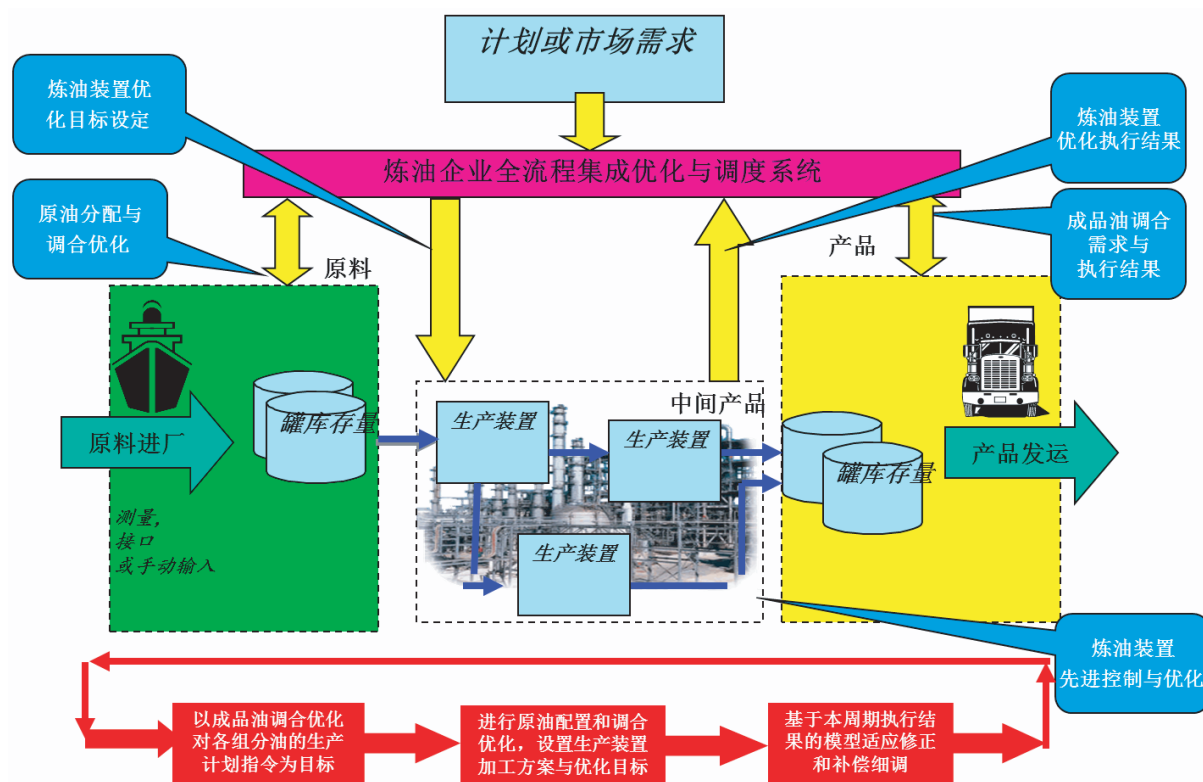 计划或市场需求
炼油装置优
化目标设定
炼油装置
优化执行结果
炼油企业全流程集成优化与调度系统
原油分配与
调合优化
成品油调合
需求与
执行结果
原料
产品
中间产品
罐库存量
生产装置
生产装置
罐库存量
原料进厂
产品发运
测量,
接口
或手动输入
生产装置
炼油装置
先进控制与优化
以成品油调合优化
对各组分油的生产
计划指令为目标
进行原油配置和调合
优化，设置生产装置
加工方案与优化目标
基于本周期执行结
果的模型适应修正
和补偿细调